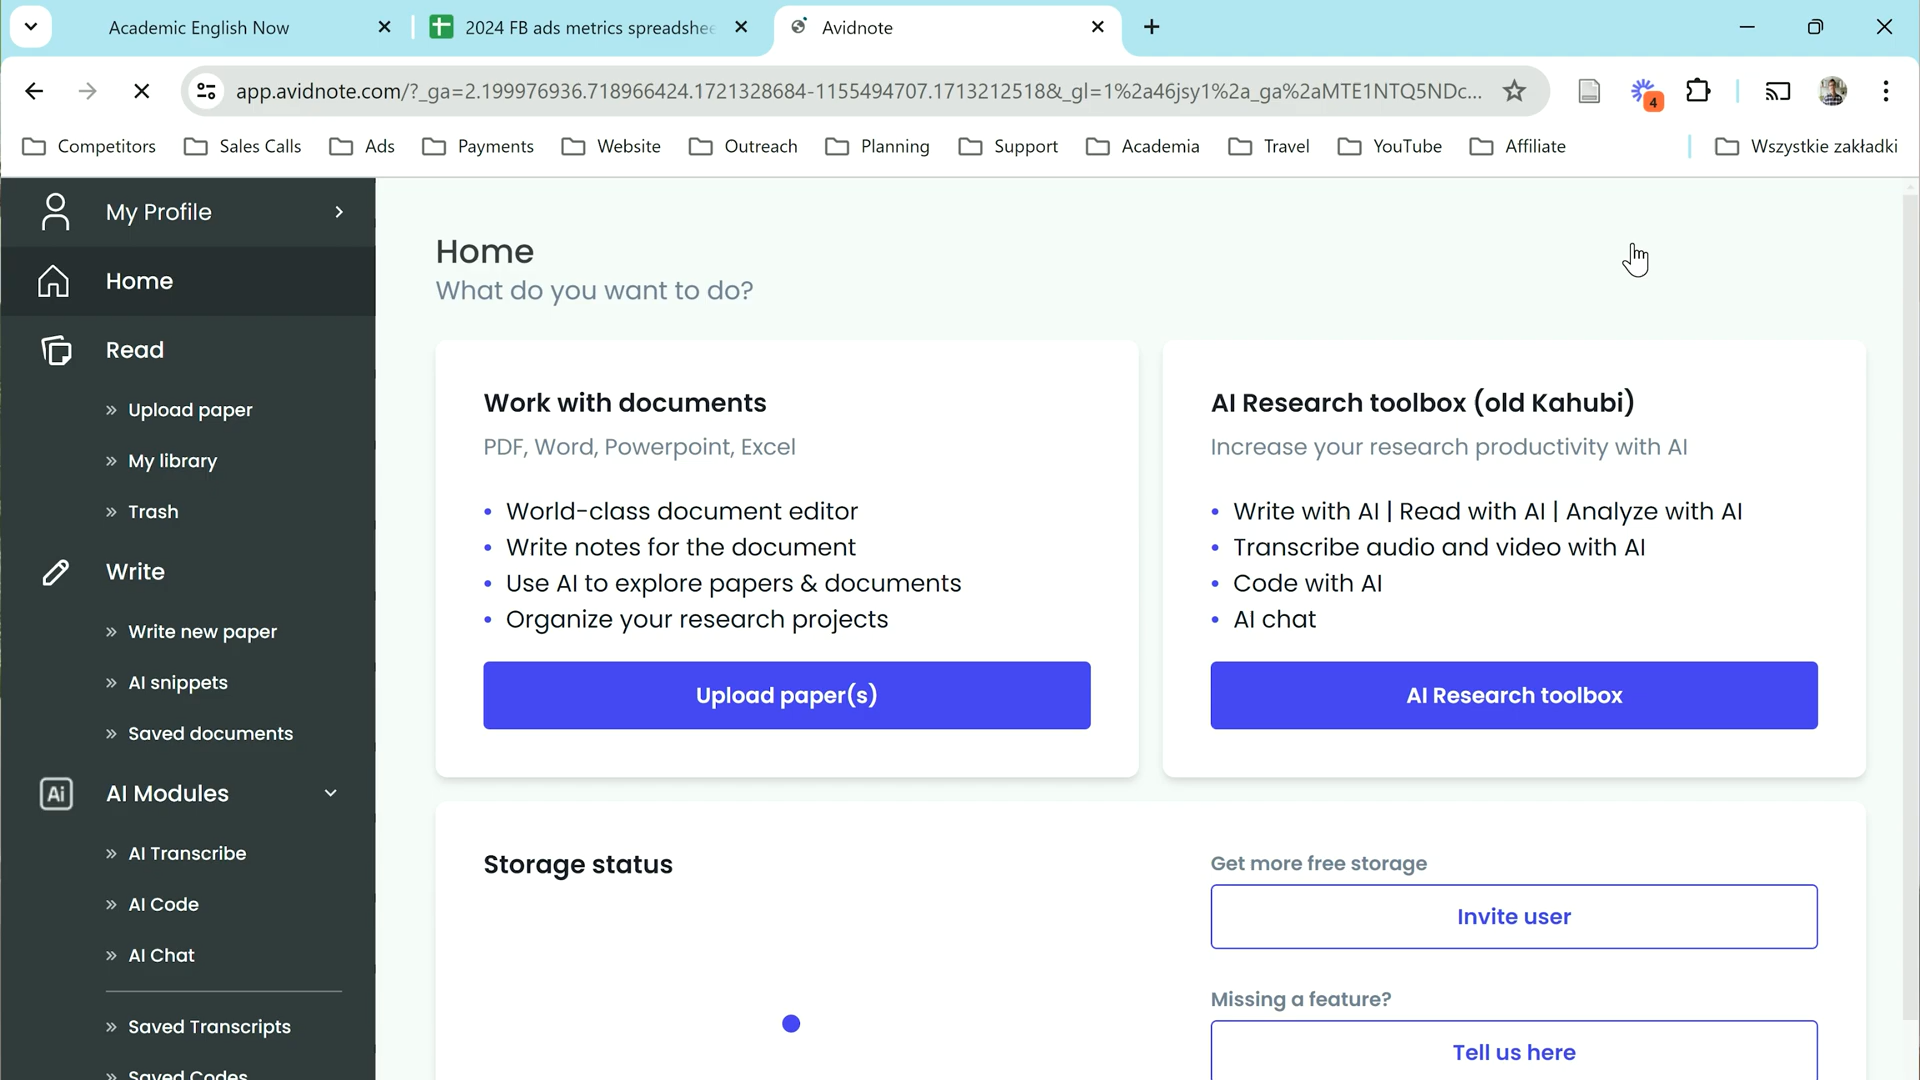 Academic English Now
2024 FB ads metrics spreadshee
Avidnote
app.avidnote.com/?_ga=2.199976936.718966424.1721328684-1155494707.1713212518&_gl=1%2a46jsy1%2a_ga%2aMTE1NTQ5NDc...
4
Competitors
Sales Calls
Ads
Payments
Website
Outreach
Planning
Support
Academia
Travel
YouTube
Affiliate
Wszystkie zakładki
My Profile
Home
Read
» Upload paper
» My library
» Trash
Write
» Write new paper
» AI snippets
» Saved documents
Ai AI Modules
» AI Transcribe
» AI Code
» AI Chat
» Saved Transcripts
» Saved Codes
Home
What do you want to do?
Work with documents
PDF, Word, Powerpoint, Excel
• World-class document editor
• Write notes for the document
• Use AI to explore papers & documents
• Organize your research projects
Upload paper(s)
AI Research toolbox (old Kahubi)
Increase your research productivity with AI
• Write with AI | Read with AI | Analyze with AI
• Transcribe audio and video with AI
• Code with AI
• AI chat
AI Research toolbox
Storage status
Get more free storage
Invite user
Missing a feature?
Tell us here